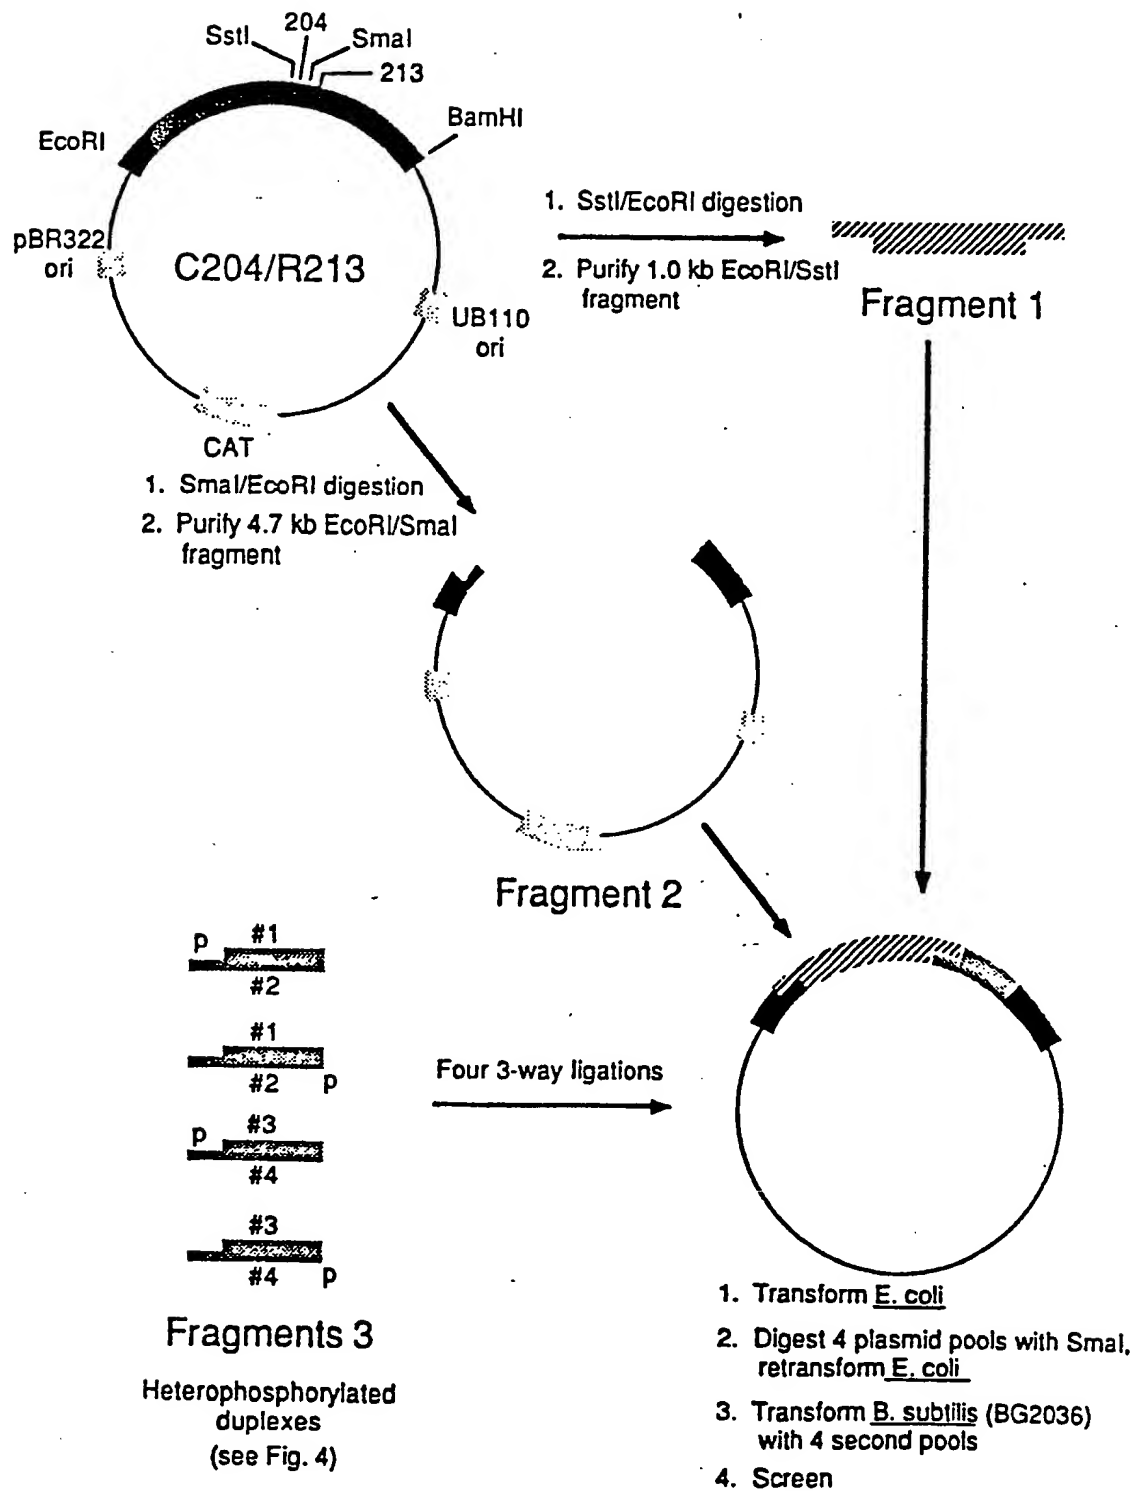 SstI
204
SmaI
213
EcoRI
BamHI
pBR322
ori
C204/R213
UB110
ori
CAT
1. SstI/EcoRI digestion
2. Purify 1.0 kb EcoRI/SstI
fragment
Fragment 1
1. SmaI/EcoRI digestion
2. Purify 4.7 kb EcoRI/SmaI
fragment
Fragment 2
p
#1
#2
#1
#2
p
p
#3
#4
#3
#4
p
Four 3-way ligations
Fragments 3
Heterophosphorylated
duplexes
(see Fig. 4)
1. Transform E. coli
2. Digest 4 plasmid pools with SmaI,
retransform E. coli
3. Transform B. subtilis (BG2036)
with 4 second pools
4. Screen